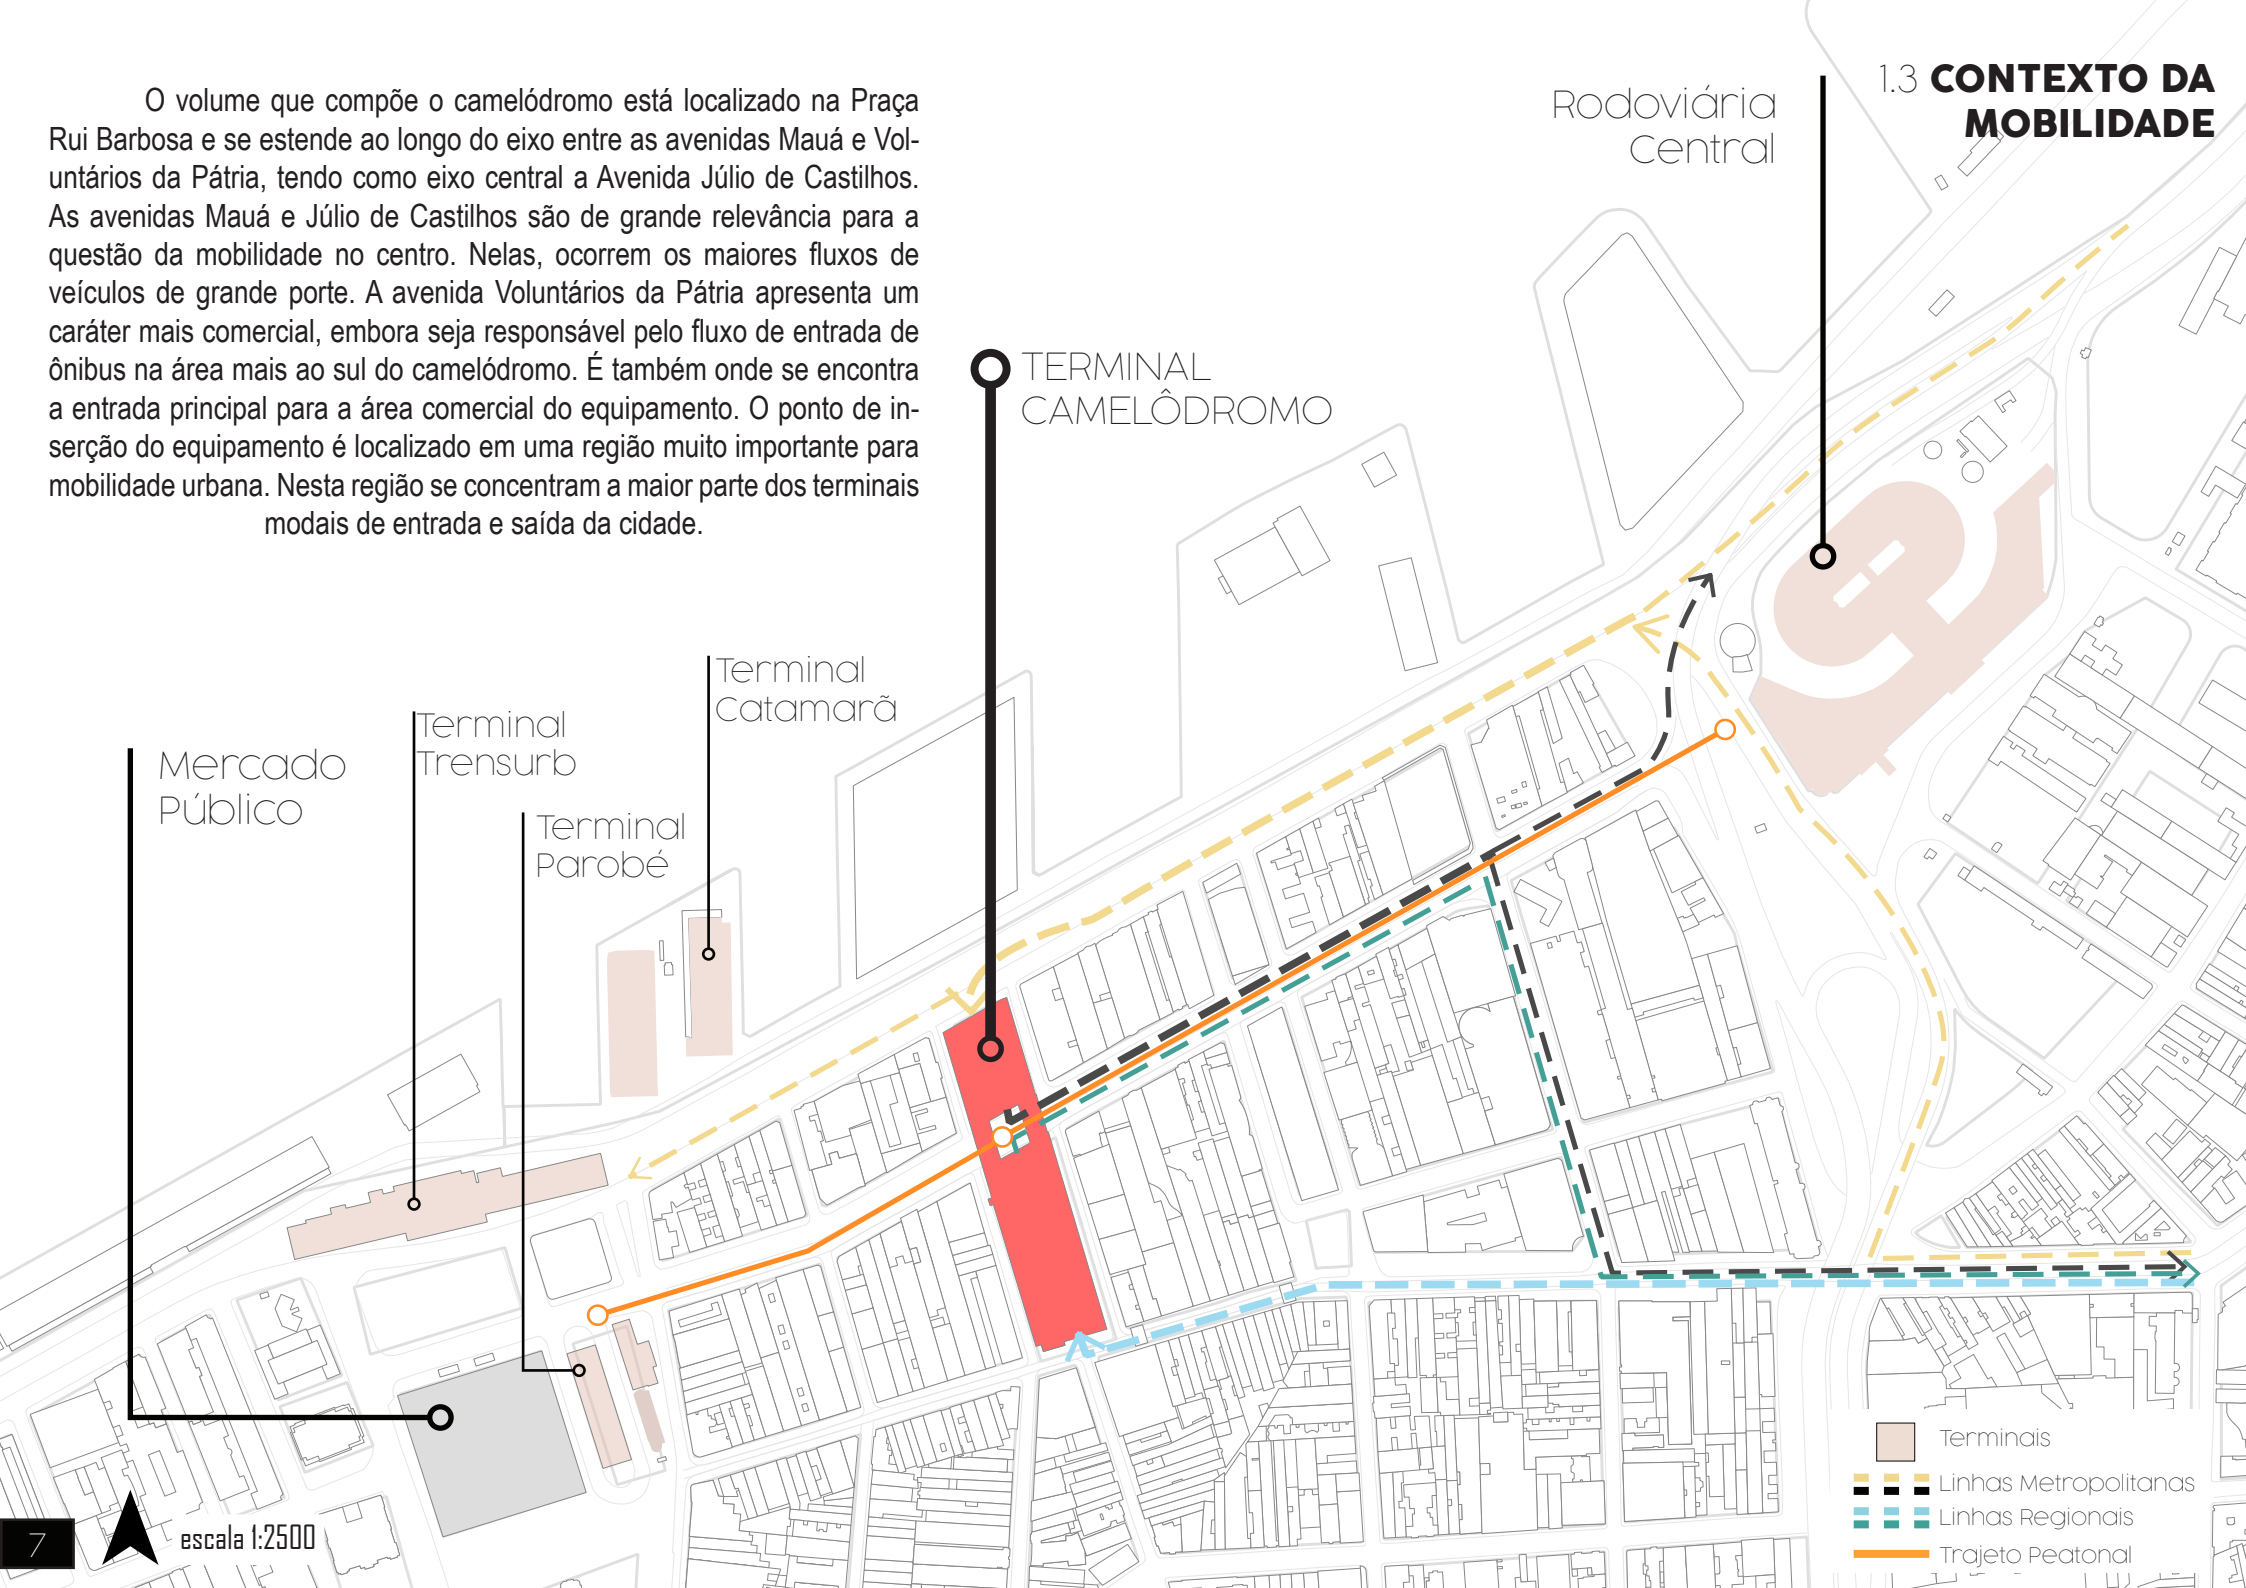 1.3 CONTEXTO DA
MOBILIDADE
O volume que compõe o camelódromo está localizado na Praça
Rui Barbosa e se estende ao longo do eixo entre as avenidas Mauá e Vol-
untários da Pátria, tendo como eixo central a Avenida Júlio de Castilhos.
As avenidas Mauá e Júlio de Castilhos são de grande relevância para a
questão da mobilidade no centro. Nelas, ocorrem os maiores fluxos de
veículos de grande porte. A avenida Voluntários da Pátria apresenta um
caráter mais comercial, embora seja responsável pelo fluxo de entrada de
ônibus na área mais ao sul do camelódromo. É também onde se encontra
a entrada principal para a área comercial do equipamento. O ponto de in-
serção do equipamento é localizado em uma região muito importante para
mobilidade urbana. Nesta região se concentram a maior parte dos terminais
modais de entrada e saída da cidade.
Rodoviária
Central
TERMINAL
CAMELÔDROMO
Terminal
Catamarã
Terminal
Trensurb
Mercado
Público
Terminal
Parobé
Terminais
Linhas Metropolitanas
Linhas Regionais
Trajeto Peatonal
7
escala 1:2500